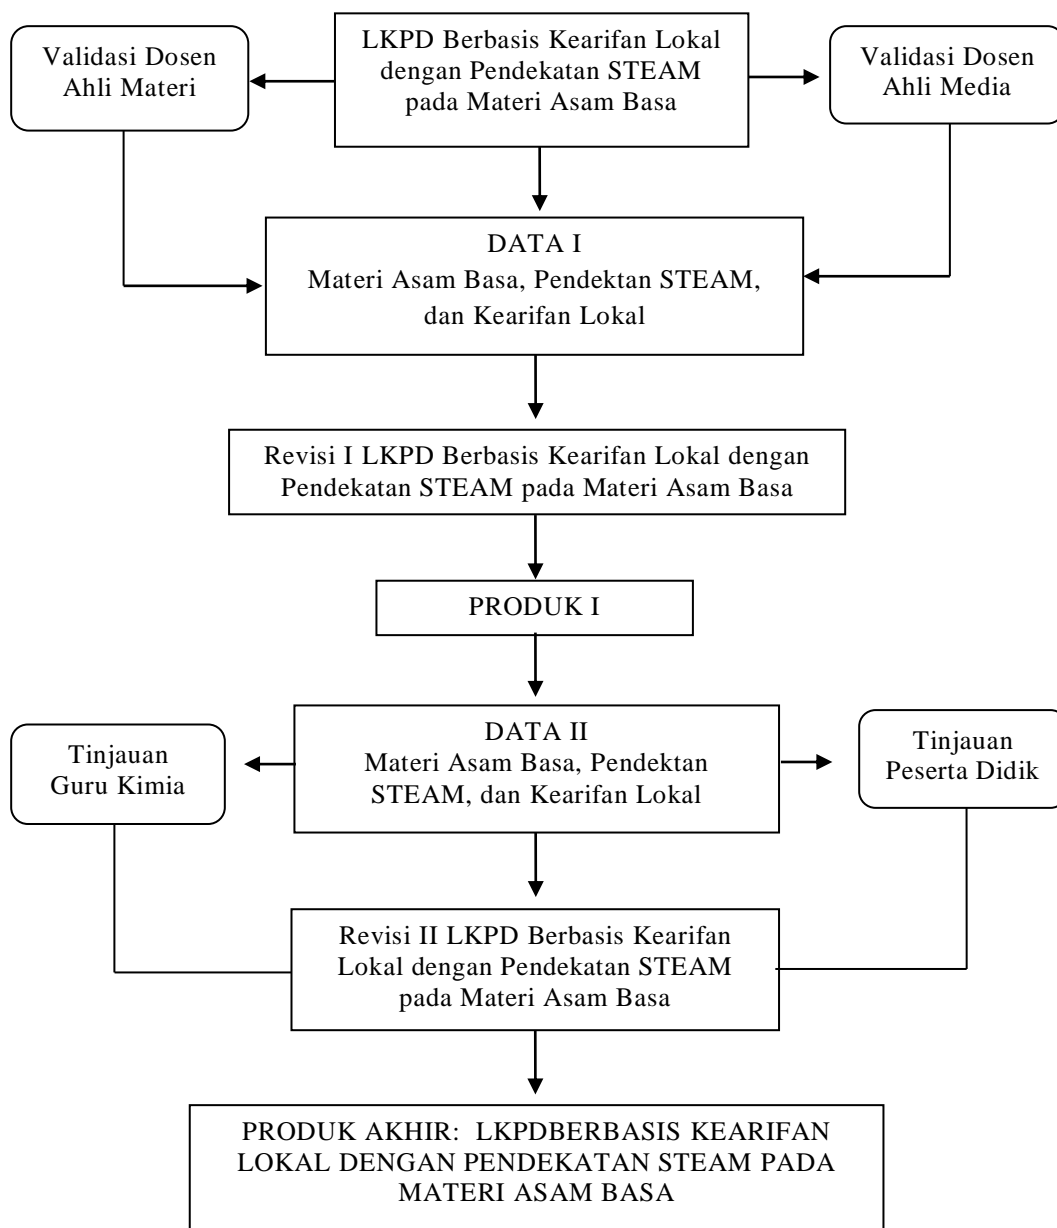 Validasi Dosen
Ahli Materi
LKPD Berbasis Kearifan Lokal
dengan Pendekatan STEAM
pada Materi Asam Basa
Validasi Dosen
Ahli Media
DATA I
Materi Asam Basa, Pendektan STEAM,
dan Kearifan Lokal
Revisi I LKPD Berbasis Kearifan Lokal dengan
Pendekatan STEAM pada Materi Asam Basa
PRODUK I
Tinjauan
Guru Kimia
DATA II
Materi Asam Basa, Pendektan
STEAM, dan Kearifan Lokal
Tinjauan
Peserta Didik
Revisi II LKPD Berbasis Kearifan
Lokal dengan Pendekatan STEAM
pada Materi Asam Basa
PRODUK AKHIR: LKPDBERBASIS KEARIFAN
LOKAL DENGAN PENDEKATAN STEAM PADA
MATERI ASAM BASA